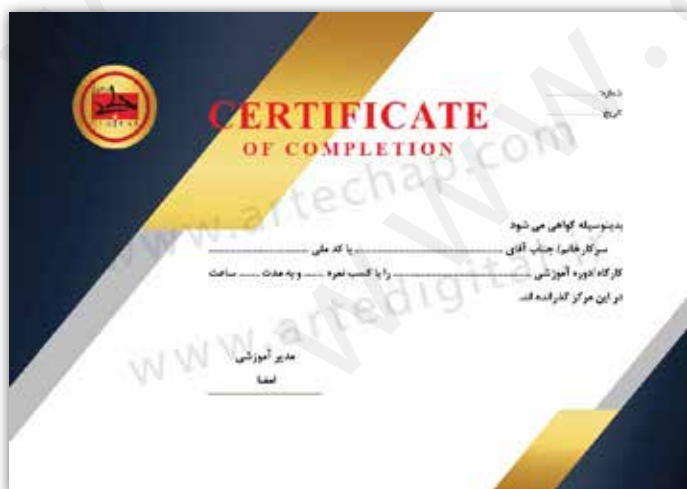 CERTIFICATE
OF COMPLETION
شماره:
تاریخ:
بدینوسیله گواهی می شود
سرکار خانم/ جناب آقای ........................ با کد ملی ........................
کارگاه/دوره آموزشی ........................ را با کسب نمره ...... و به مدت ...... ساعت
در این مرکز گذرانده اند.
مدیر آموزشی
امضا
www.artechap.com
www.artedigital.ir